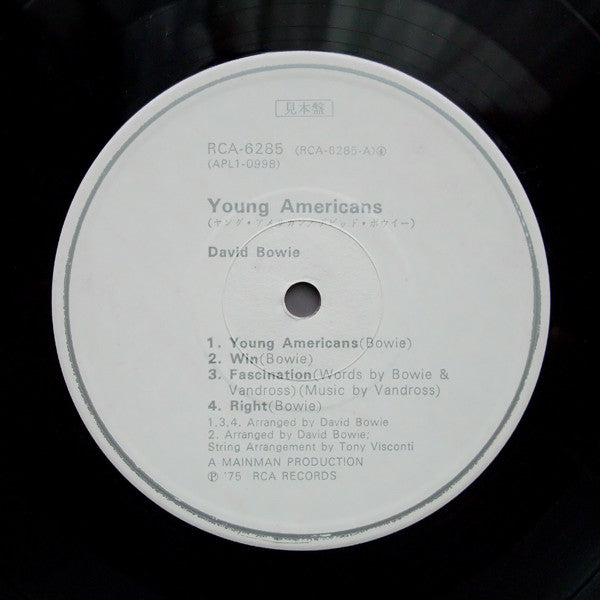 見本盤
RCA-6285 (RCA-6285-A)④
(APL1-0998)
Young Americans
(ヤング・アメリカン/デビッド・ボウイー)
David Bowie
1. Young Americans(Bowie)
2. Win(Bowie)
3. Fascination(Words by Bowie &
Vandross)(Music by Vandross)
4. Right(Bowie)
1.3.4. Arranged by David Bowie
2. Arranged by David Bowie;
String Arrangement by Tony Visconti
A MAINMAN PRODUCTION
℗ '75 RCA RECORDS